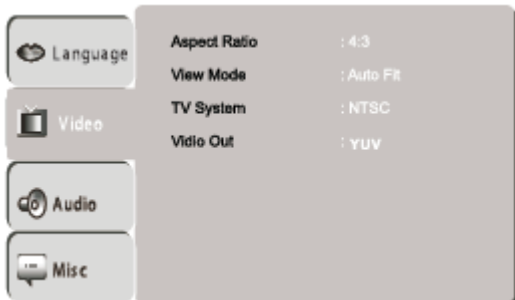 Language
Video
Audio
Misc
Aspect Ratio : 4:3
View Mode : Auto Fit
TV System : NTSC
Vidio Out : YUV